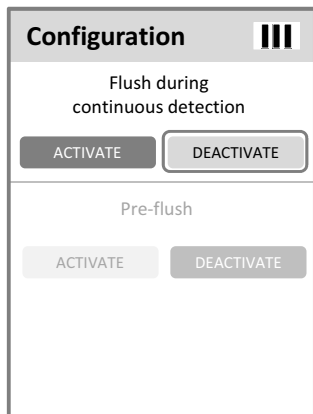 Configuration
Flush during
continuous detection
ACTIVATE DEACTIVATE
Pre-flush
ACTIVATE DEACTIVATE